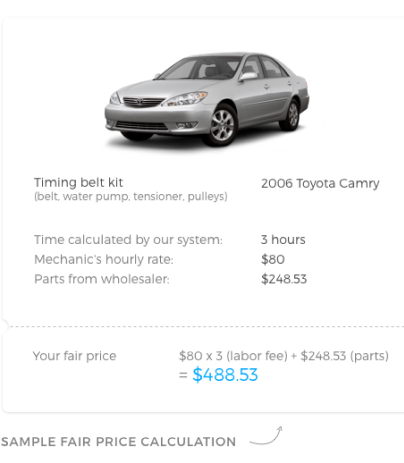 Timing belt kit
2006 Toyota Camry
(belt, water pump, tensioner, pulleys)
Time calculated by our system:
3 hours
Mechanic's hourly rate:
$80
Parts from wholesaler:
$248.53
Your fair price
$80 x 3 (labor fee) + $248.53 (parts)
= $488.53
SAMPLE FAIR PRICE CALCULATION